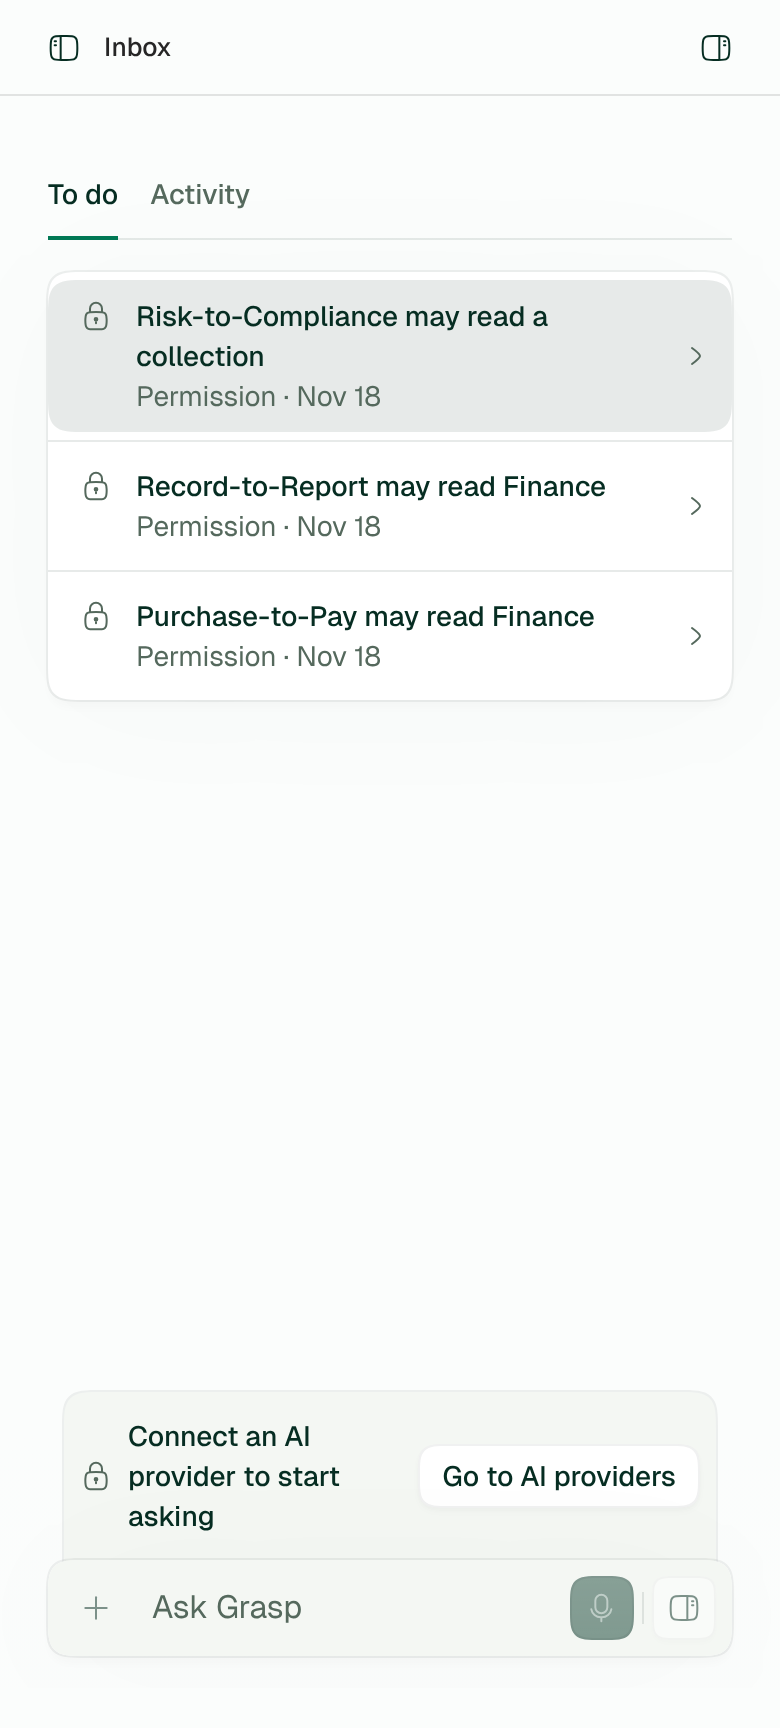 Inbox
To do
Activity
Risk-to-Compliance may read a
collection
Permission · Nov 18
Record-to-Report may read Finance
Permission · Nov 18
Purchase-to-Pay may read Finance
Permission · Nov 18
Connect an AI
provider to start
asking
Go to AI providers
Ask Grasp